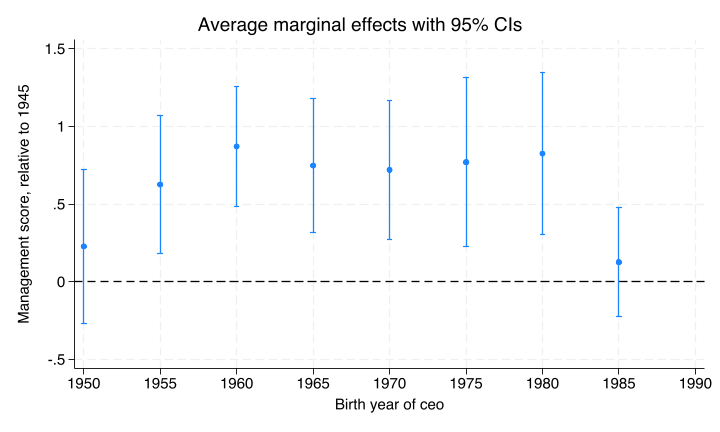 Average marginal effects with 95% CIs
Management score, relative to 1945
1.5
1
.5
0
-.5
1950 1955 1960 1965 1970 1975 1980 1985 1990
Birth year of ceo